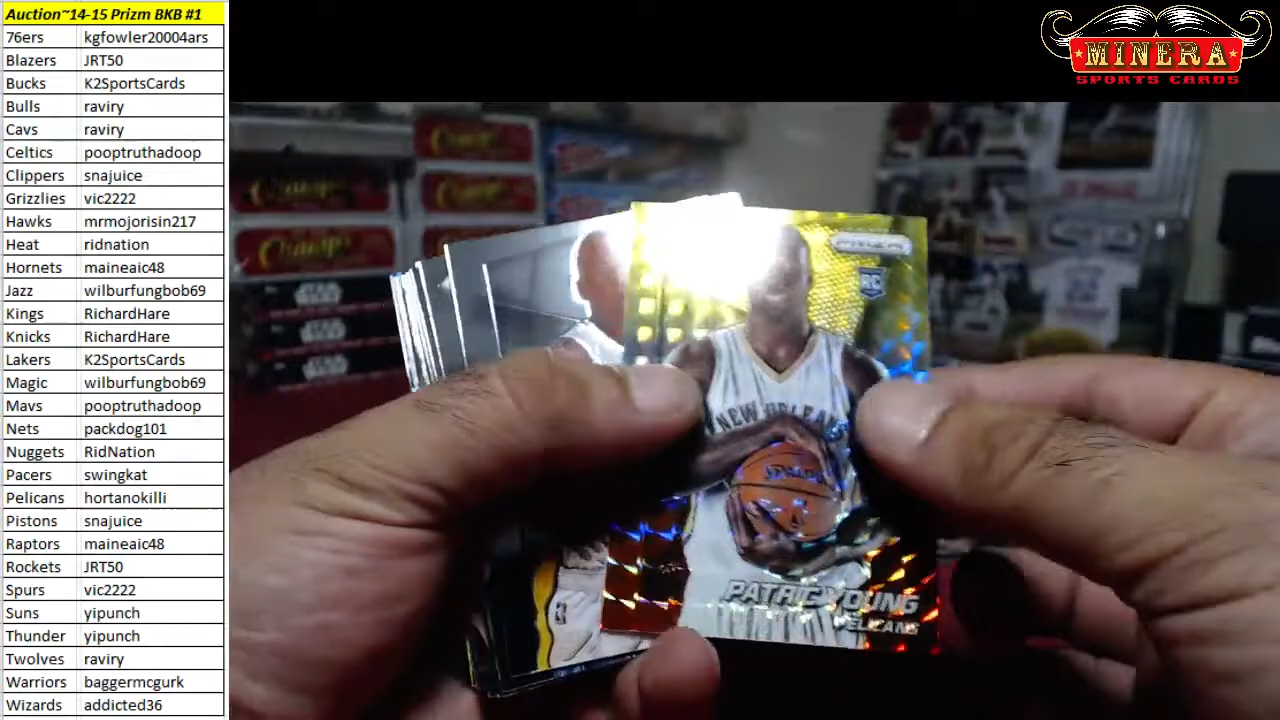 Auction~14-15 Prizm BKB #1
76ers kgfowler20004ars
Blazers JRT50
Bucks K2SportsCards
Bulls raviry
Cavs raviry
Celtics pooptruthadoop
Clippers snajuice
Grizzlies vic2222
Hawks mrmojorisin217
Heat ridnation
Hornets maineaic48
Jazz wilburfungbob69
Kings RichardHare
Knicks RichardHare
Lakers K2SportsCards
Magic wilburfungbob69
Mavs pooptruthadoop
Nets packdog101
Nuggets RidNation
Pacers swingkat
Pelicans hortanokilli
Pistons snajuice
Raptors maineaic48
Rockets JRT50
Spurs vic2222
Suns yipunch
Thunder yipunch
Twolves raviry
Warriors baggermcgurk
Wizards addicted36
MINERA
SPORTS CARDS
PRIZM
RC
NEW ORLEANS
SPALDING
PATRIC YOUNG
PELICANS